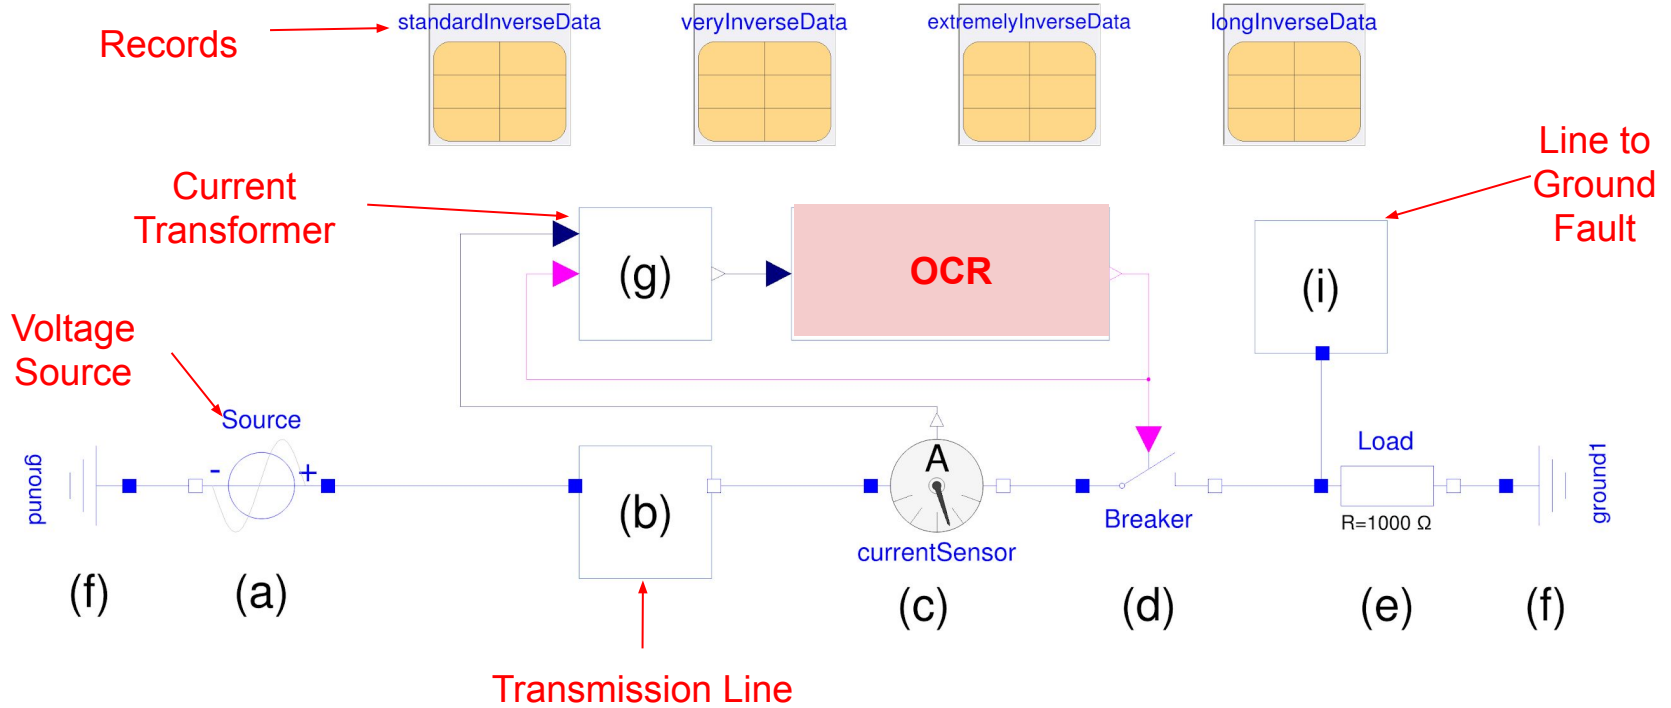 Records
standardInverseData
veryInverseData
extremelyInverseData
longInverseData
Line to
Ground
Fault
Current
Transformer
(g)
OCR
(i)
Voltage
Source
Source
- +
A
Load
ground
(b)
Breaker
R=1000 Ω
ground1
currentSensor
(f)
(a)
(c)
(d)
(e)
(f)
Transmission Line